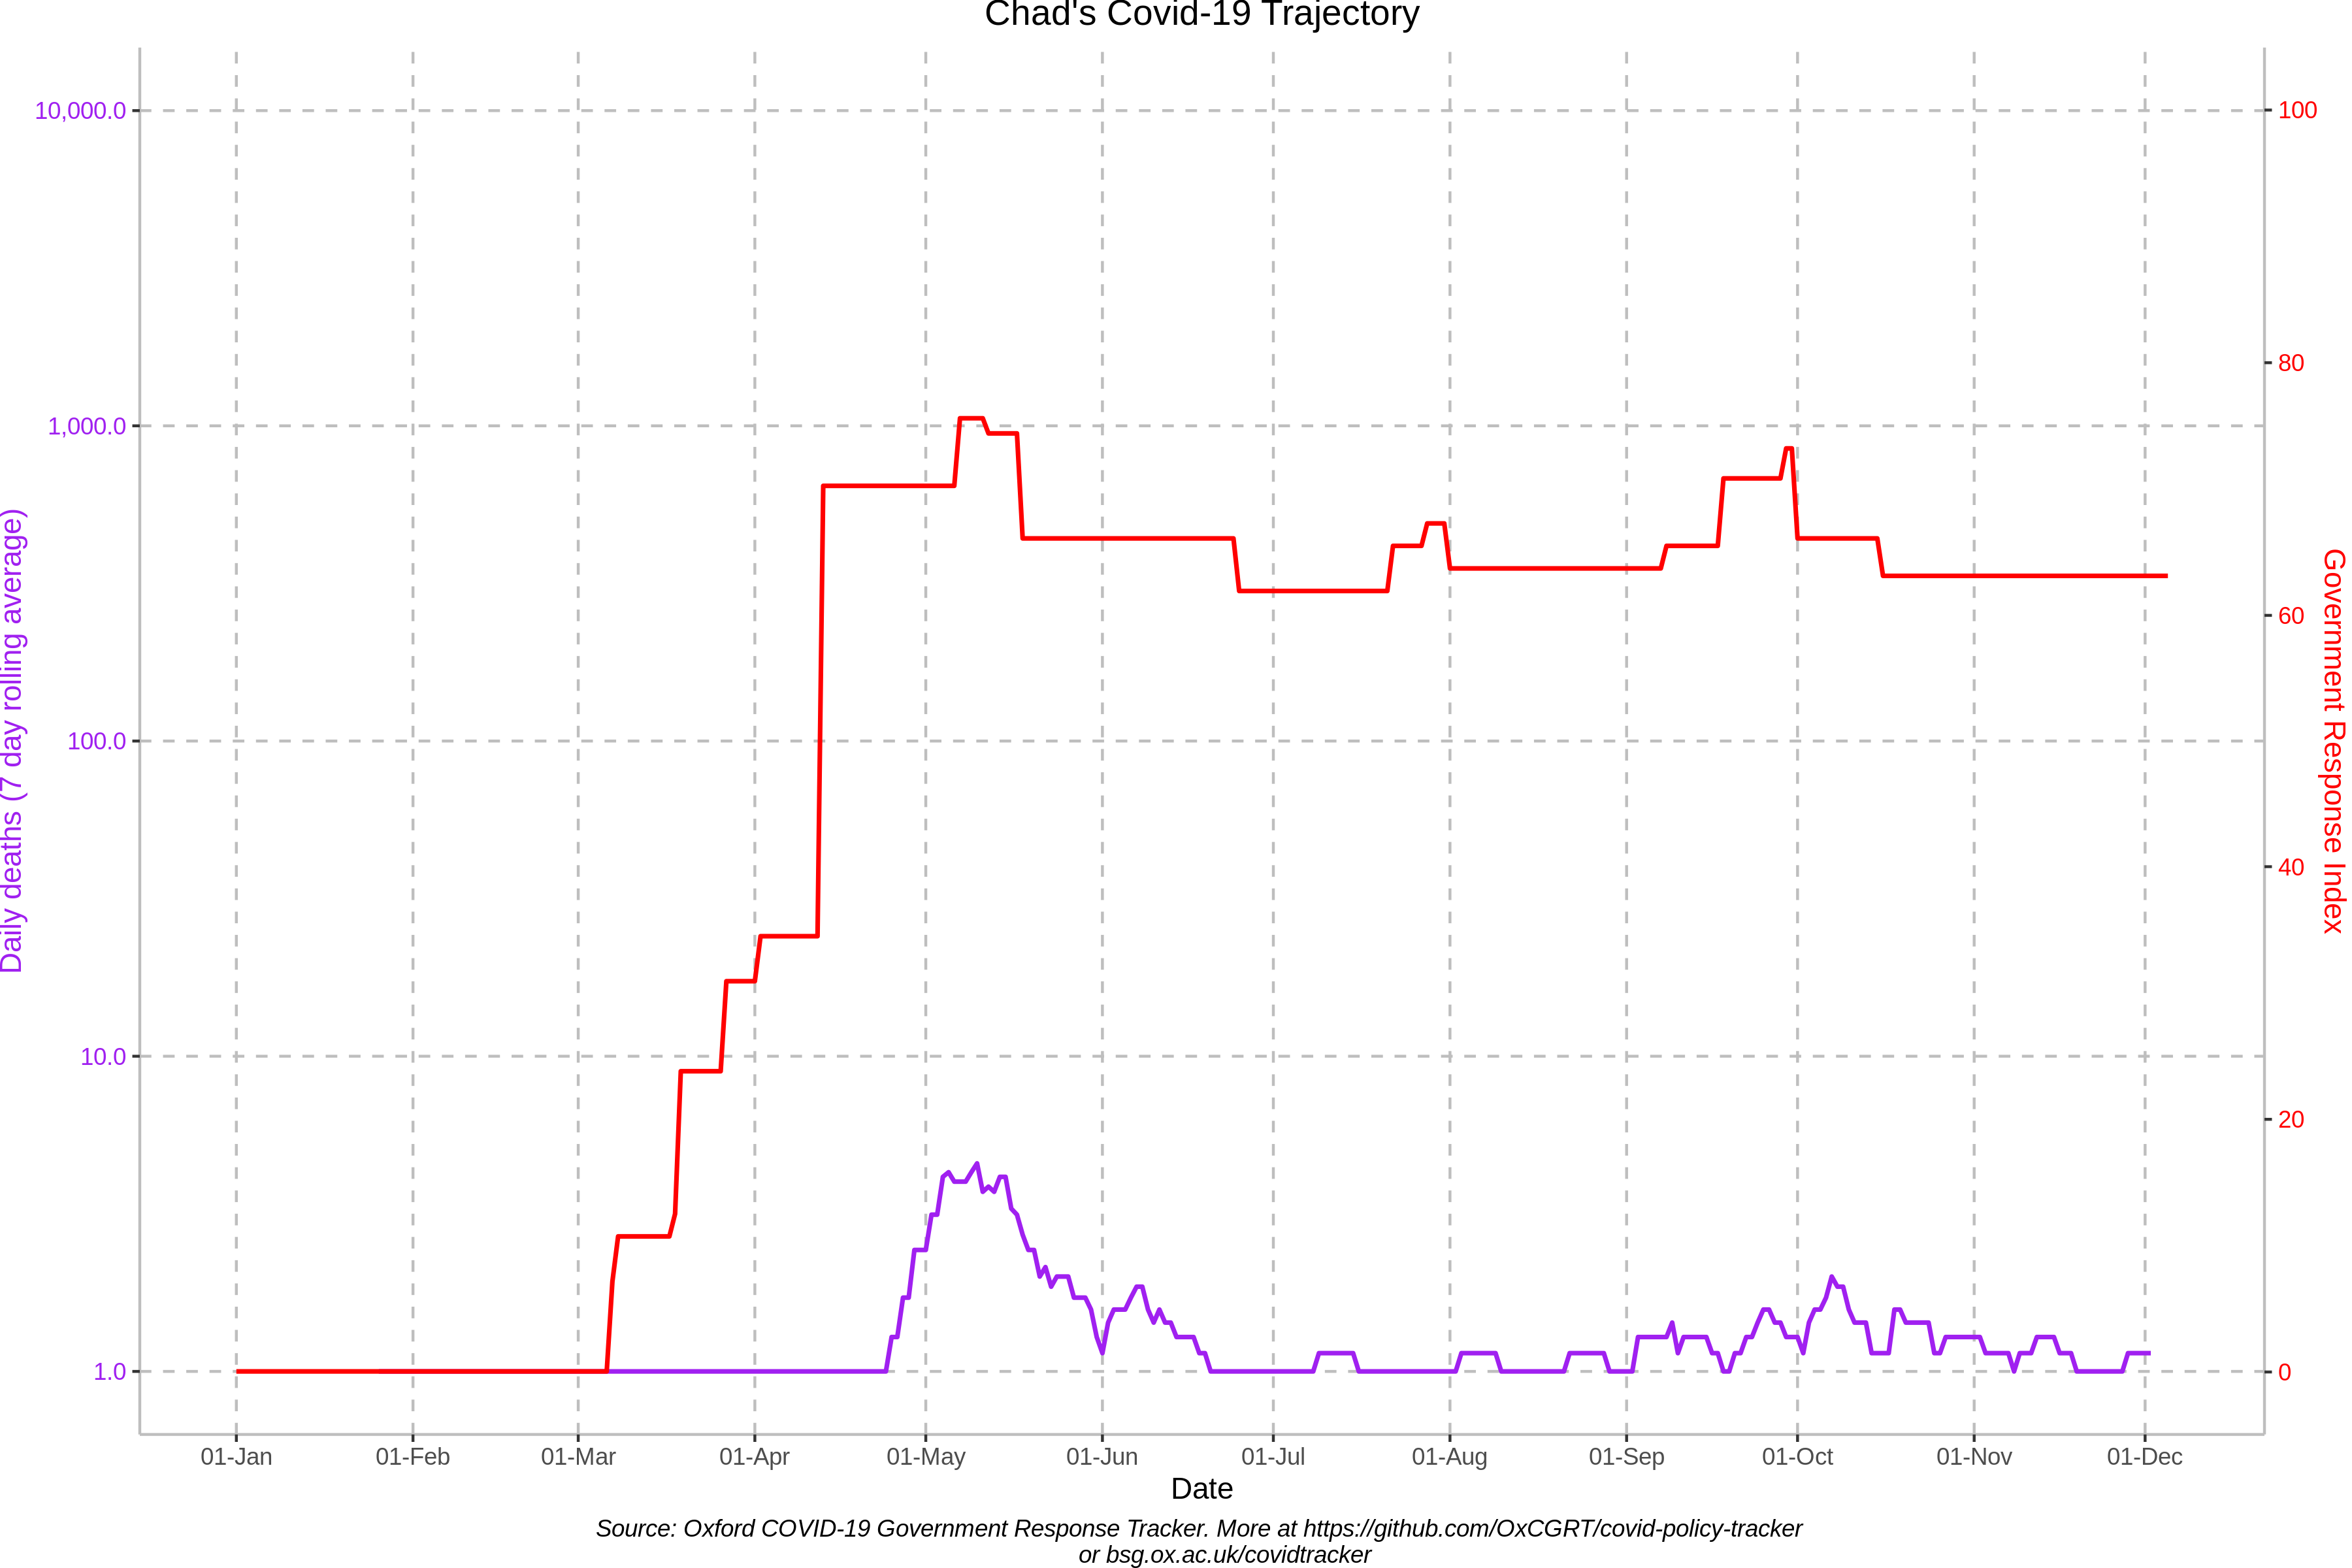 Chad's Covid-19 Trajectory
10,000.0
1,000.0
100.0
10.0
1.0
Daily deaths (7 day rolling average)
100
80
60
40
20
0
Government Response Index
01-Jan 01-Feb 01-Mar 01-Apr 01-May 01-Jun 01-Jul 01-Aug 01-Sep 01-Oct 01-Nov 01-Dec
Date
Source: Oxford COVID-19 Government Response Tracker. More at https://github.com/OxCGRT/covid-policy-tracker
or bsg.ox.ac.uk/covidtracker